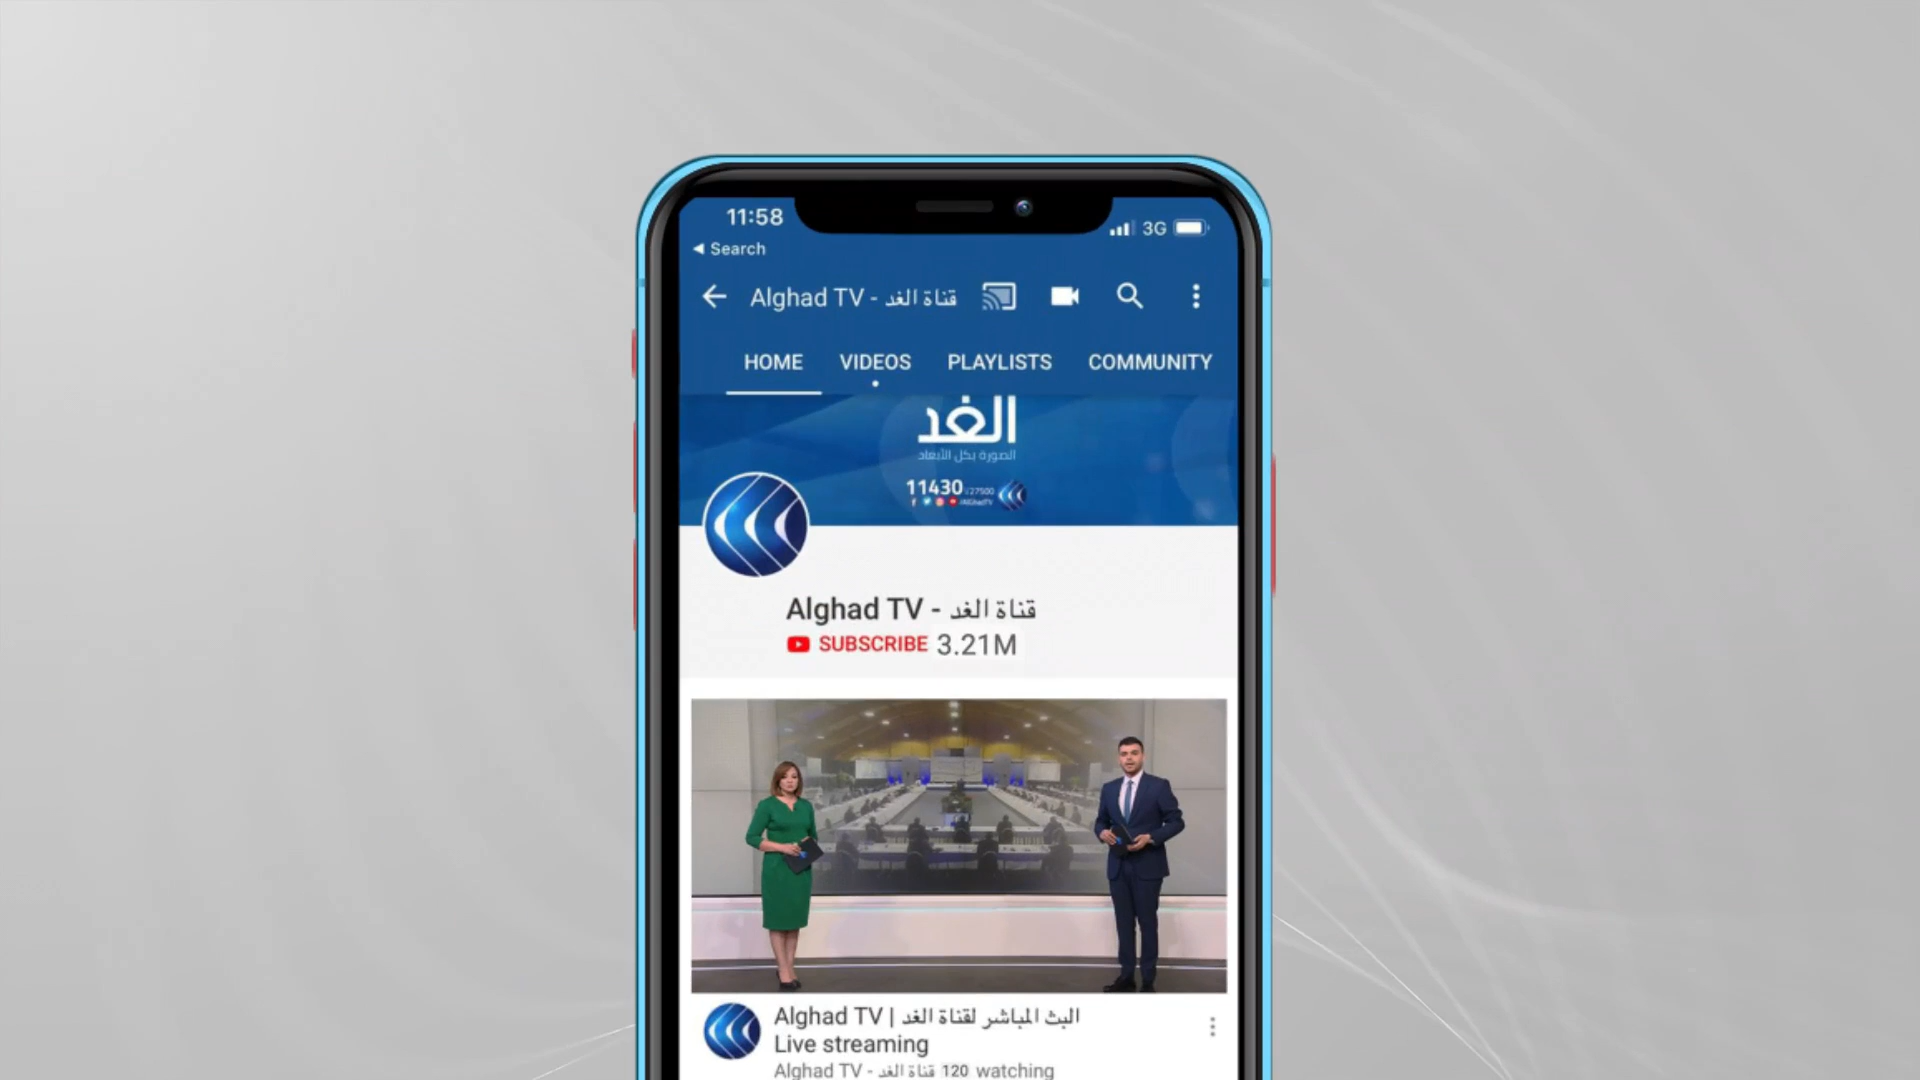 11:58
3G
◀ Search
Alghad TV - قناة الغد
HOME VIDEOS PLAYLISTS COMMUNITY
الغد
الصورة بكل الأبعاد
11430 27500
/AlGhadTV
Alghad TV - قناة الغد
SUBSCRIBE 3.21M
Alghad TV | البث المباشر لقناة الغد
Live streaming
Alghad TV - قناة الغد 120 watching